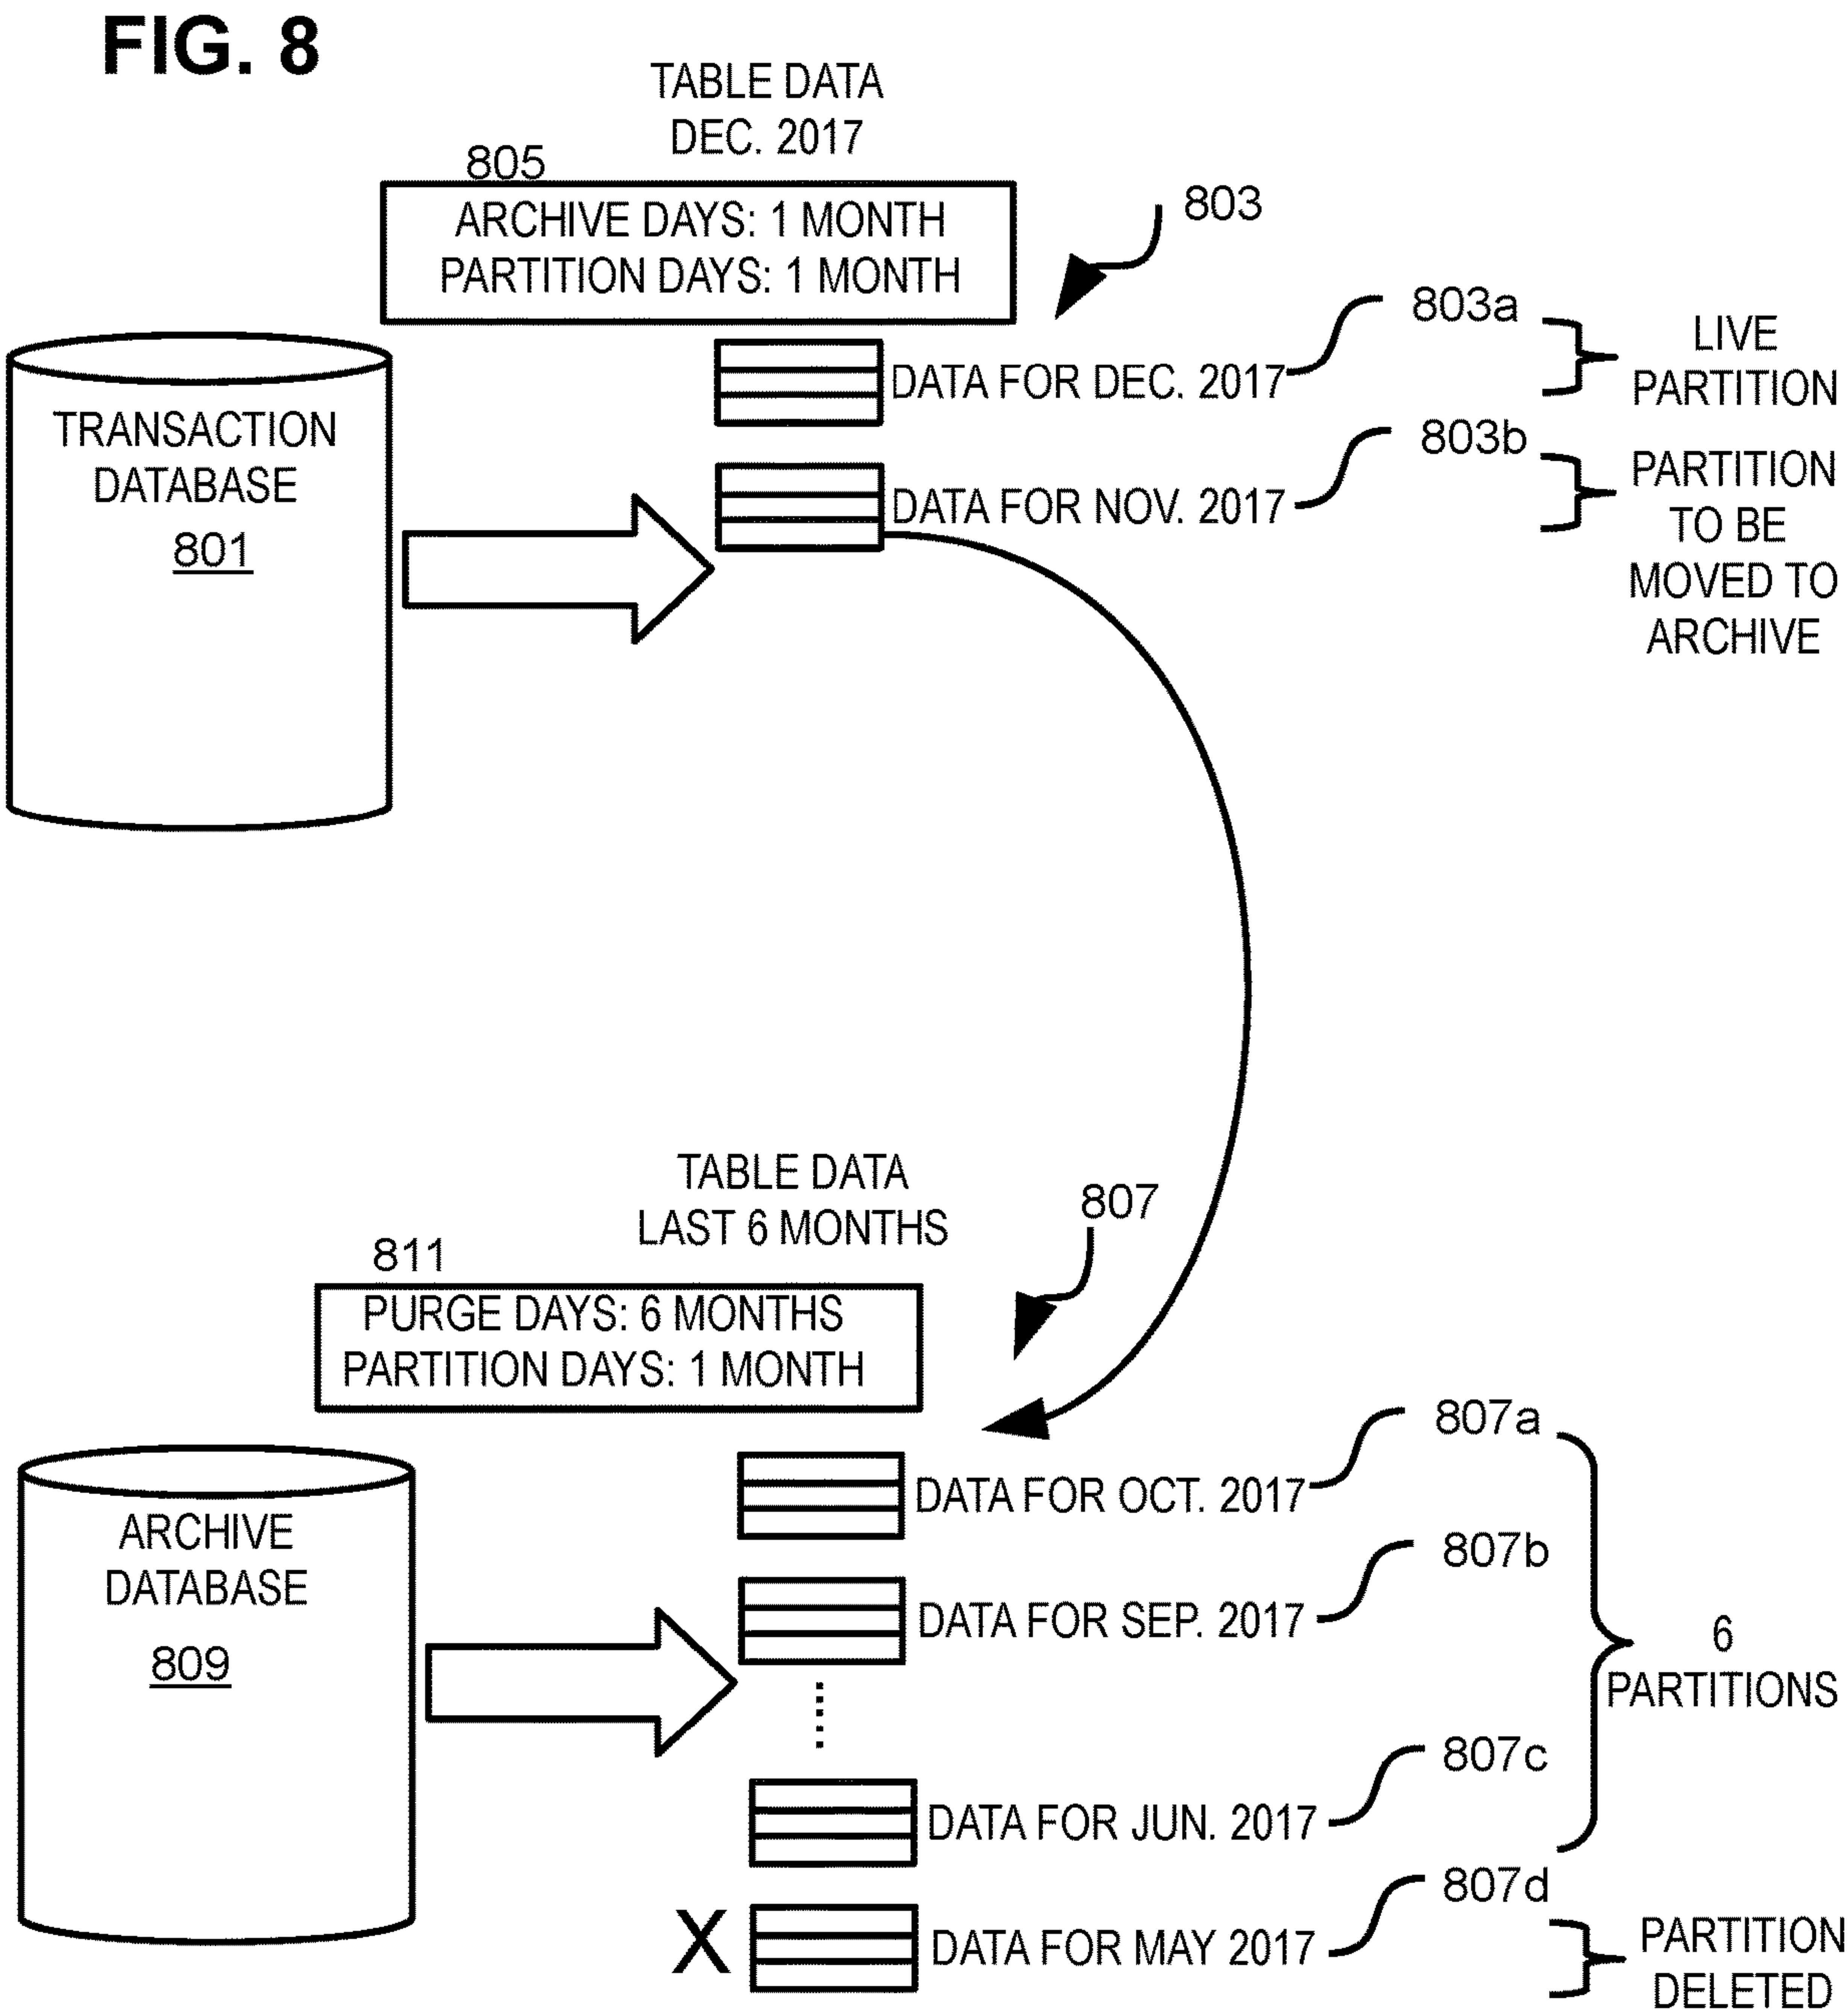 FIG. 8
TABLE DATA
DEC. 2017
805
ARCHIVE DAYS: 1 MONTH
PARTITION DAYS: 1 MONTH
803
803a
LIVE
PARTITION
DATA FOR DEC. 2017
TRANSACTION
DATABASE
801
803b
PARTITION
TO BE
MOVED TO
ARCHIVE
DATA FOR NOV. 2017
TABLE DATA
LAST 6 MONTHS
807
811
PURGE DAYS: 6 MONTHS
PARTITION DAYS: 1 MONTH
807a
DATA FOR OCT. 2017
ARCHIVE
DATABASE
809
807b
DATA FOR SEP. 2017
6
PARTITIONS
807c
DATA FOR JUN. 2017
807d
X
DATA FOR MAY 2017
PARTITION
DELETED